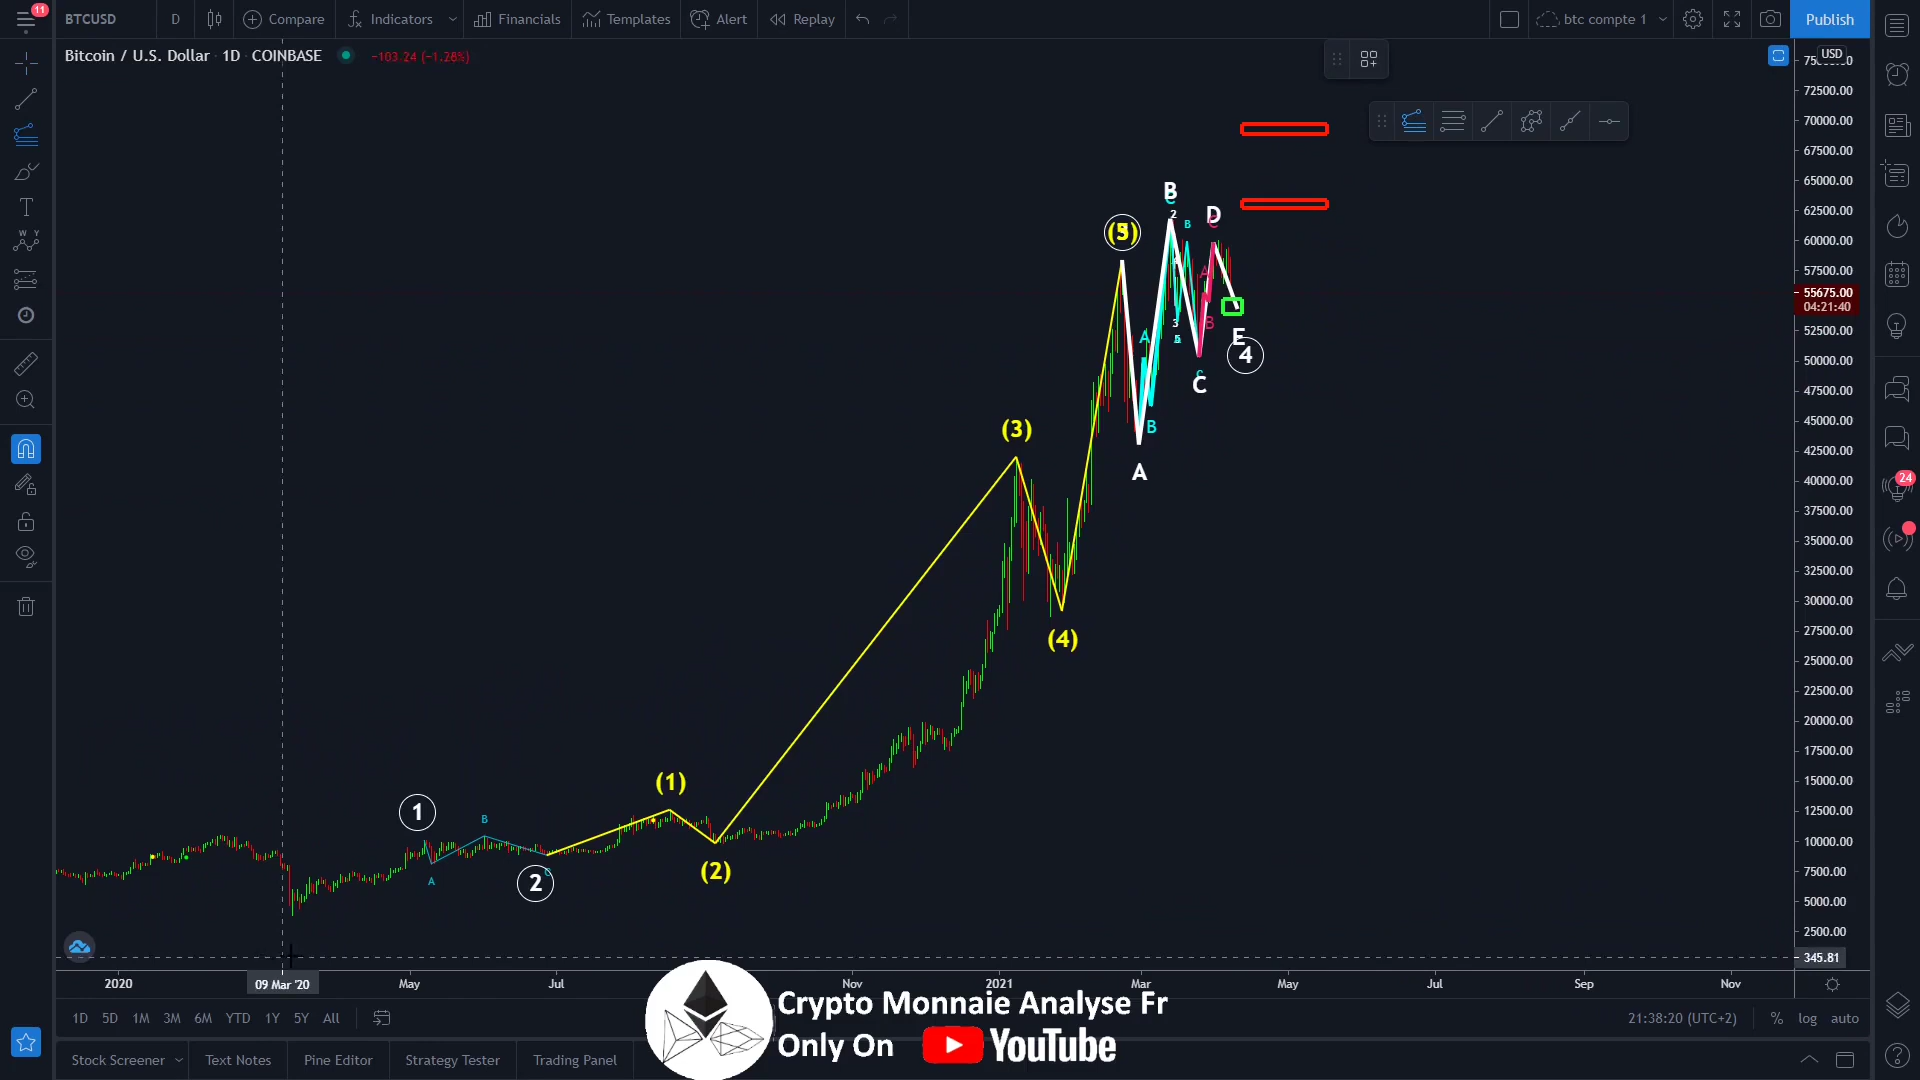 11
BTCUSD
D
Compare
Indicators
Financials
Templates
Alert
Replay
btc compte 1
Publish
Bitcoin / U.S. Dollar · 1D · COINBASE
−103.24 (−1.26%)
USD
72500.00
70000.00
67500.00
65000.00
62500.00
60000.00
57500.00
55675.00
04:21:40
52500.00
50000.00
47500.00
45000.00
42500.00
40000.00
37500.00
35000.00
32500.00
30000.00
27500.00
25000.00
22500.00
20000.00
17500.00
15000.00
12500.00
10000.00
7500.00
5000.00
2500.00
345.81
B
2
B
D
C
A
B
3
5
A
B
C
C
E
4
A
(3)
(4)
(1)
(2)
1
A
B
2
C
24
2020
09 Mar '20
May
Jul
Nov
2021
Mar
May
Jul
Sep
Nov
1D
5D
1M
3M
6M
YTD
1Y
5Y
All
21:38:20 (UTC+2)
%
log
auto
Crypto Monnaie Analyse Fr
Only On YouTube
Stock Screener
Text Notes
Pine Editor
Strategy Tester
Trading Panel